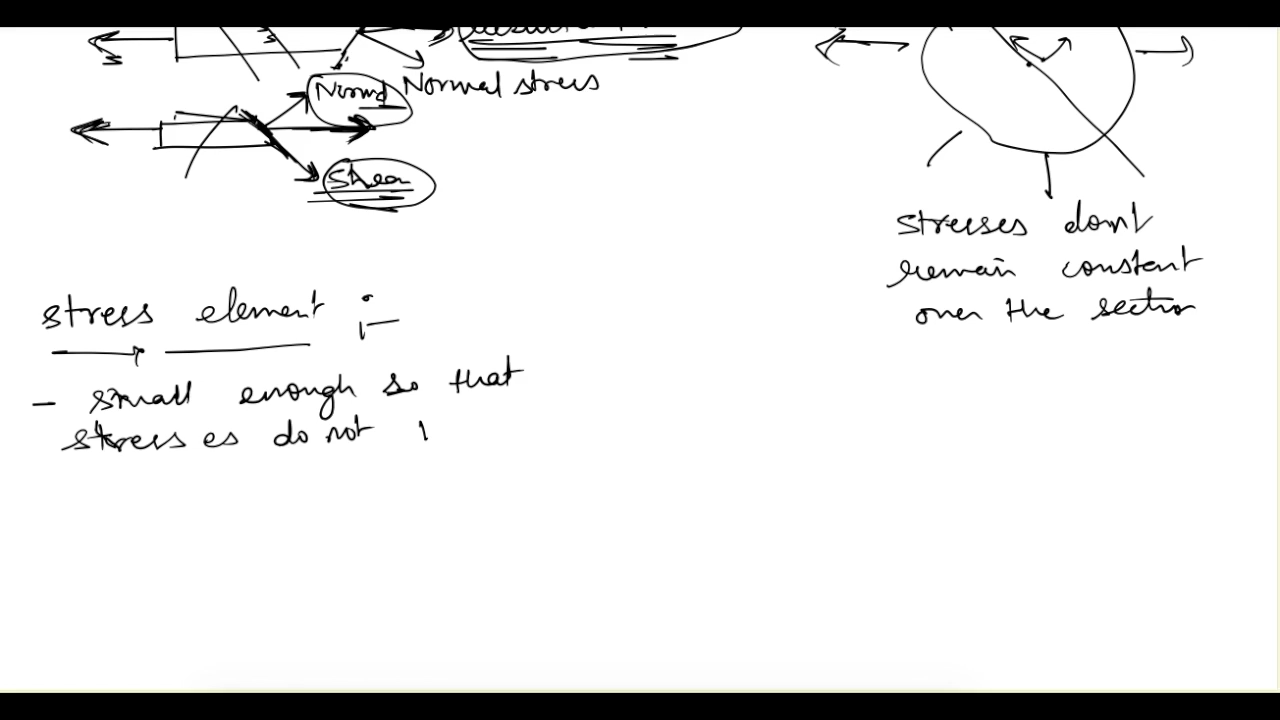 Normal stress
Normal
Shear
stresses don't
remain constant
over the section
stress element :-
- small enough so that
stresses do not